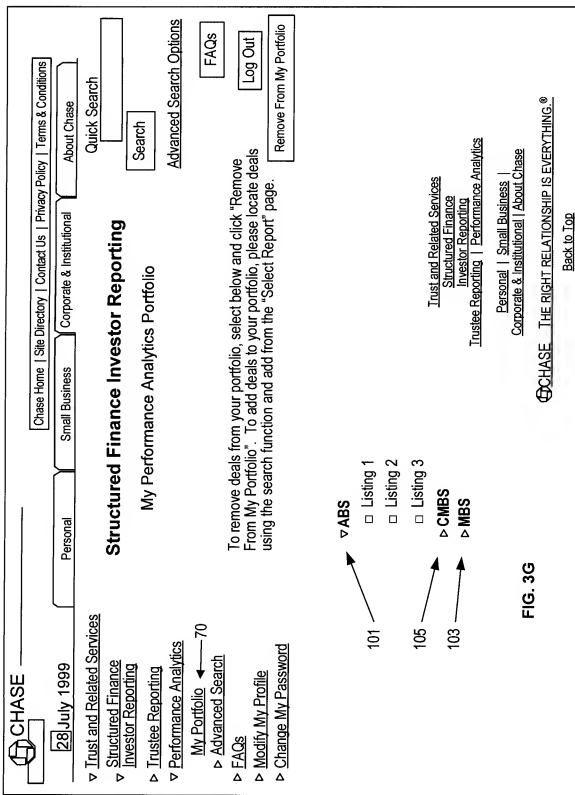 CHASE
Chase Home | Site Directory | Contact Us | Privacy Policy | Terms & Conditions
28 July 1999
Personal
Small Business
Corporate & Institutional
About Chase
▽ Trust and Related Services
▽ Structured Finance
Investor Reporting
▷ Trustee Reporting
▽ Performance Analytics
My Portfolio
70
▷ Advanced Search
▷ FAQs
▷ Modify My Profile
▷ Change My Password
Structured Finance Investor Reporting
My Performance Analytics Portfolio
Quick Search
Search
Advanced Search Options
FAQs
Log Out
Remove From My Portfolio
To remove deals from your portfolio, select below and click "Remove
From My Portfolio". To add deals to your portfolio, please locate deals
using the search function and add from the "Select Report" page.
101
▽ ABS
□ Listing 1
□ Listing 2
□ Listing 3
105
▷ CMBS
103
▷ MBS
Trust and Related Services
Structured Finance
Investor Reporting
Trustee Reporting | Performance Analytics
Personal | Small Business |
Corporate & Institutional | About Chase
CHASE THE RIGHT RELATIONSHIP IS EVERYTHING.®
Back to Top
FIG. 3G